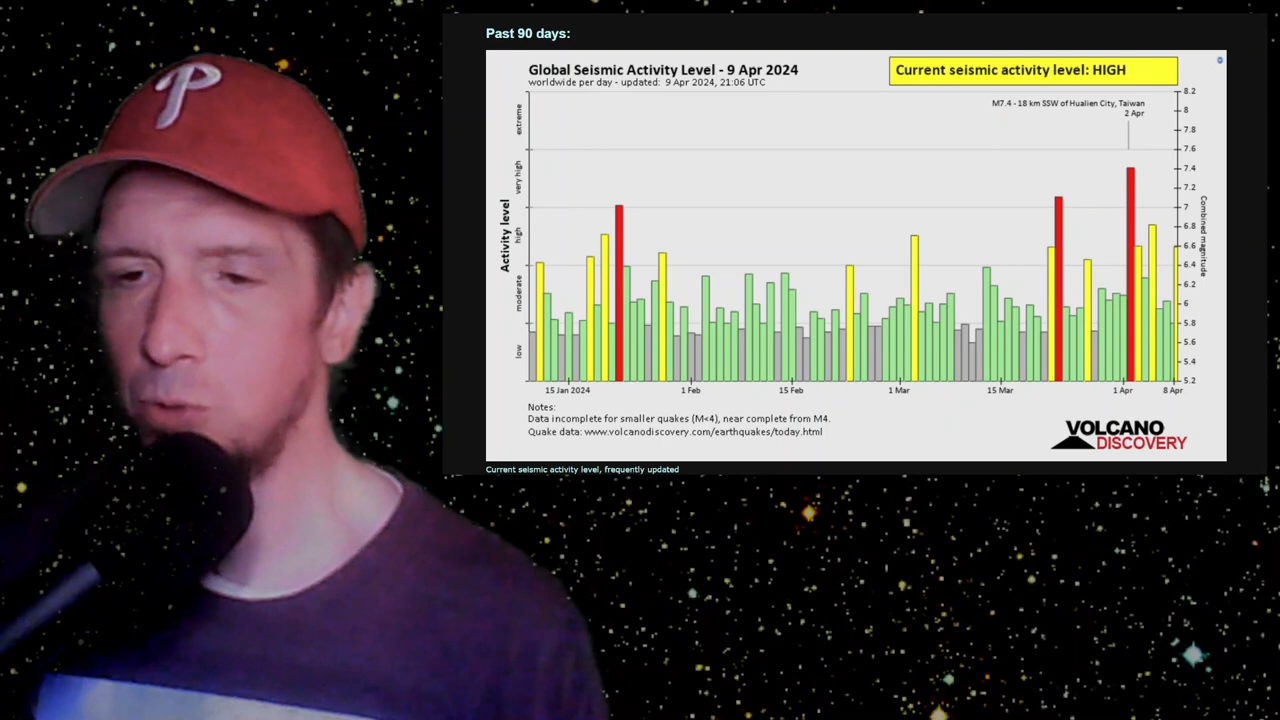 Past 90 days:
Global Seismic Activity Level - 9 Apr 2024
worldwide per day - updated: 9 Apr 2024, 21:06 UTC
Current seismic activity level: HIGH
M7.4 - 18 km SSW of Hualien City, Taiwan
2 Apr
P
Activity level
extreme
very high
high
moderate
low
8.2
8
7.8
7.6
7.4
7.2
7
6.8
6.6
6.4
6.2
6
5.8
5.6
5.4
5.2
Combined magnitude
15 Jan 2024
1 Feb
15 Feb
1 Mar
15 Mar
1 Apr
8 Apr
Notes:
Data incomplete for smaller quakes (M<4), near complete from M4.
Quake data: www.volcanodiscovery.com/earthquakes/today.html
VOLCANO
DISCOVERY
Current seismic activity level, frequently updated